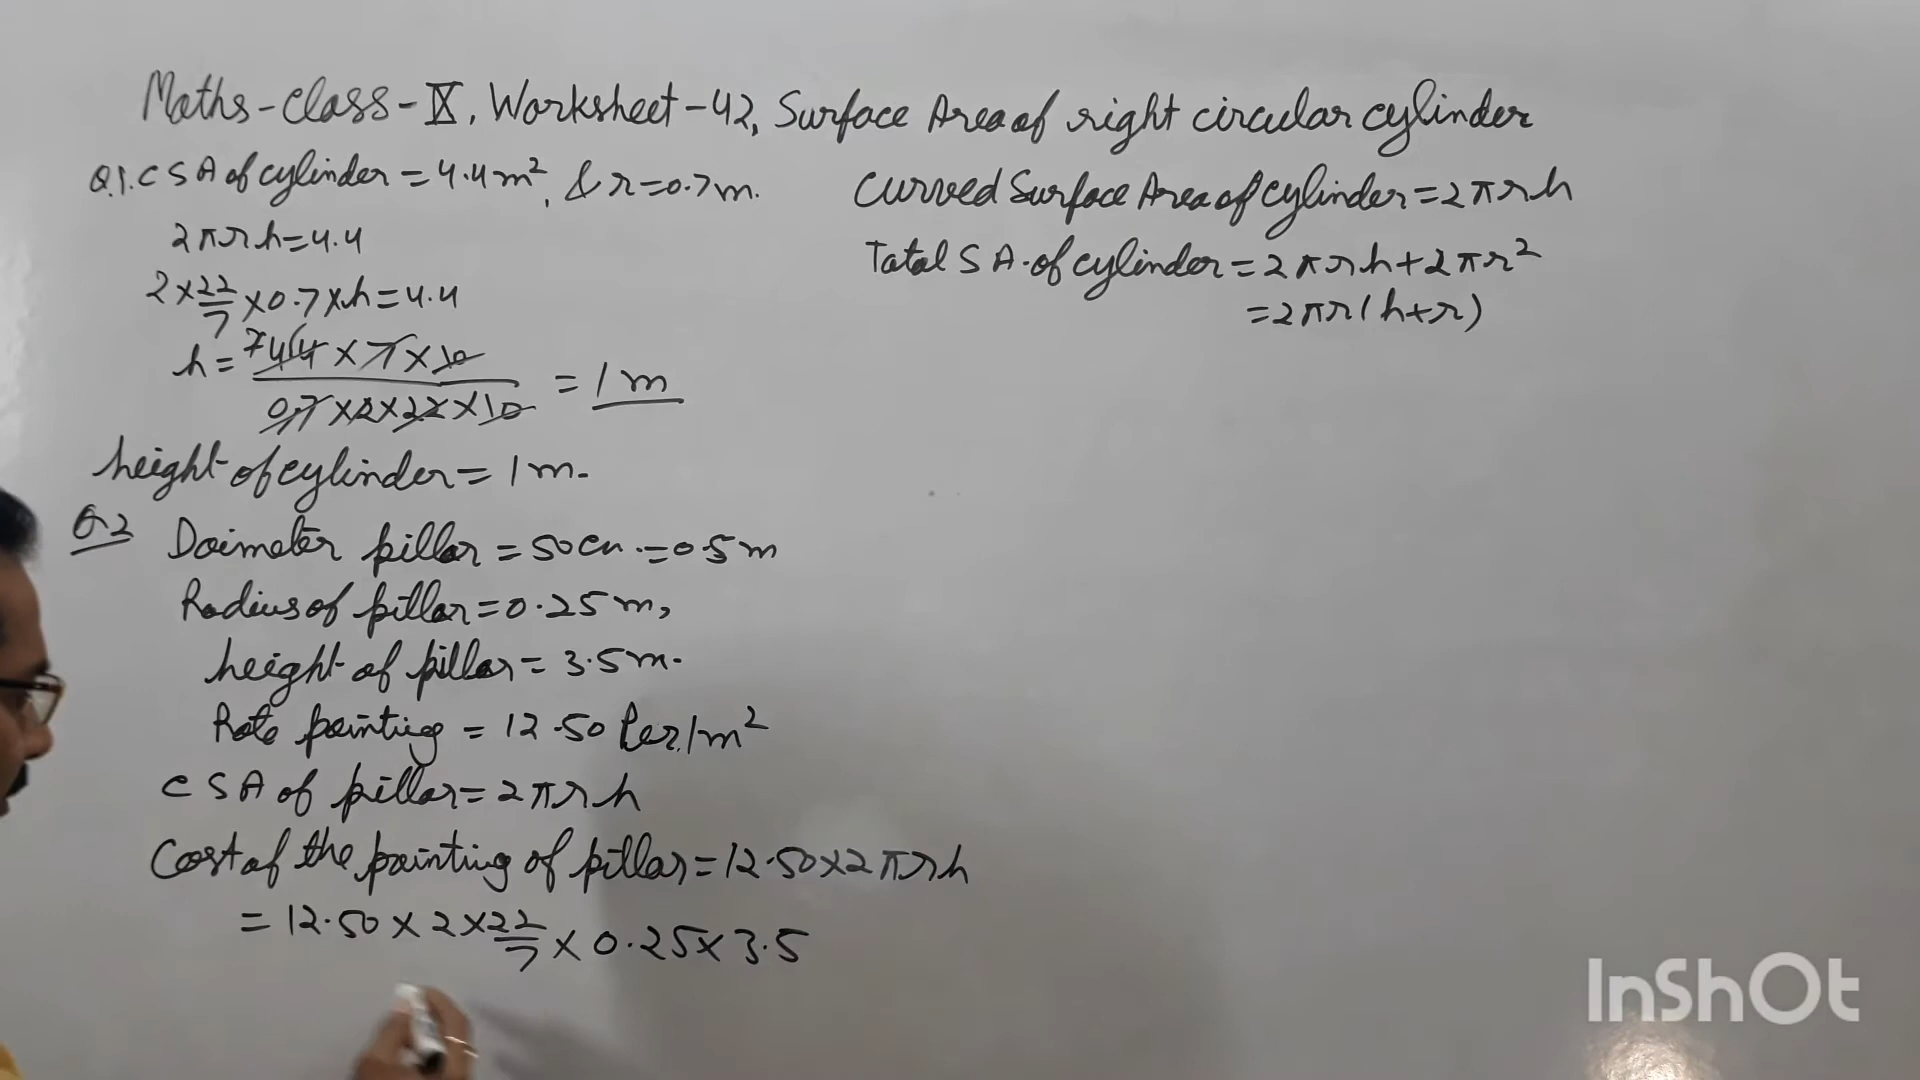 Maths-Class-IX, Worksheet-42, Surface Area of right circular cylinder
Q.1. CSA of cylinder = 4.4 m², & r = 0.7 m.
2πrh = 4.4
2 × 22/7 × 0.7 × h = 4.4
h = × 7 × 10 / 0.7 × 2 × 22 × 10 = 1 m
height of cylinder = 1 m.
Q.2 Daimeter pillar = 50 cm. = 0.5 m
Radius of pillar = 0.25 m,
height of pillar = 3.5 m.
Rate painting = 12.50 Per/m²
CSA of pillar = 2πrh
Cost of the painting of pillar = 12.50 × 2πrh
= 12.50 × 2 × 22/7 × 0.25 × 3.5
Curved Surface Area of cylinder = 2πrh
Total S A. of cylinder = 2πrh + 2πr²
= 2πr(h+r)
InShOt